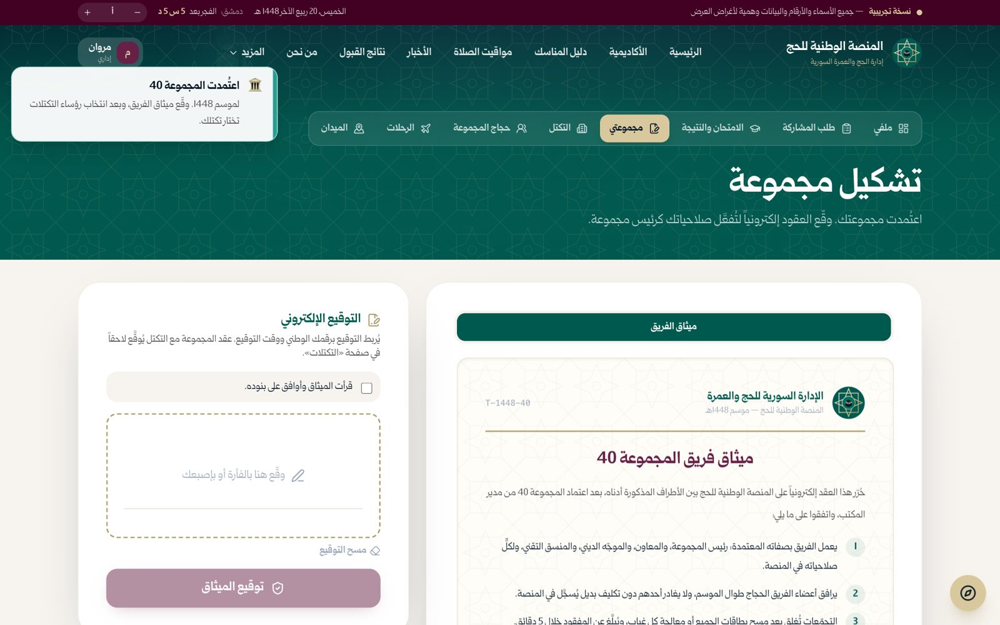 نسخة تجريبية — جميع الأسماء والأرقام والبيانات وهمية لأغراض العرض
الخميس، 20 ربيع الآخر 1448 هـ دمشق: الفجر بعد 5 س 5 د
− أ +
المنصة الوطنية للحج
إدارة الحج والعمرة السورية
الرئيسية الأكاديمية دليل المناسك مواقيت الصلاة الأخبار نتائج القبول من نحن المزيد
م مروان
إداري
اعتُمدت المجموعة 40
لموسم 1448. وقّع ميثاق الفريق، وبعد انتخاب رؤساء التكتلات
تختار تكتلك.
ملفي طلب المشاركة الامتحان والنتيجة مجموعتي التكتل حجاج المجموعة الرحلات الميدان
تشكيل مجموعة
اعتُمدت مجموعتك. وقّع العقود إلكترونياً لتُفعَّل صلاحياتك كرئيس مجموعة.
ميثاق الفريق
الإدارة السورية للحج والعمرة
المنصة الوطنية للحج — موسم 1448هـ
T-1448-40
ميثاق فريق المجموعة 40
حُرّر هذا العقد إلكترونياً على المنصة الوطنية للحج بين الأطراف المذكورة أدناه، بعد اعتماد المجموعة 40 من مدير
المكتب، واتفقوا على ما يلي:
1 يعمل الفريق بصفاته المعتمدة: رئيس المجموعة، والمعاون، والموجّه الديني، والمنسق التقني، ولكلٍّ
صلاحياته في المنصة.
2 يرافق أعضاء الفريق الحجاج طوال الموسم، ولا يغادر أحدهم دون تكليف بديل يُسجَّل في المنصة.
3 التجمّعات تُغلق بعد مسح بطاقات الجميع أو معالجة كل غياب، ويُبلَّغ عن المفقود خلال 5 دقائق.
التوقيع الإلكتروني
يُربط التوقيع برقمك الوطني ووقت التوقيع. عقد المجموعة مع التكتل يُوقَّع لاحقاً
في صفحة «التكتلات».
قرأت الميثاق وأوافق على بنوده.
وقّع هنا بالفأرة أو بإصبعك
مسح التوقيع
توقيع الميثاق